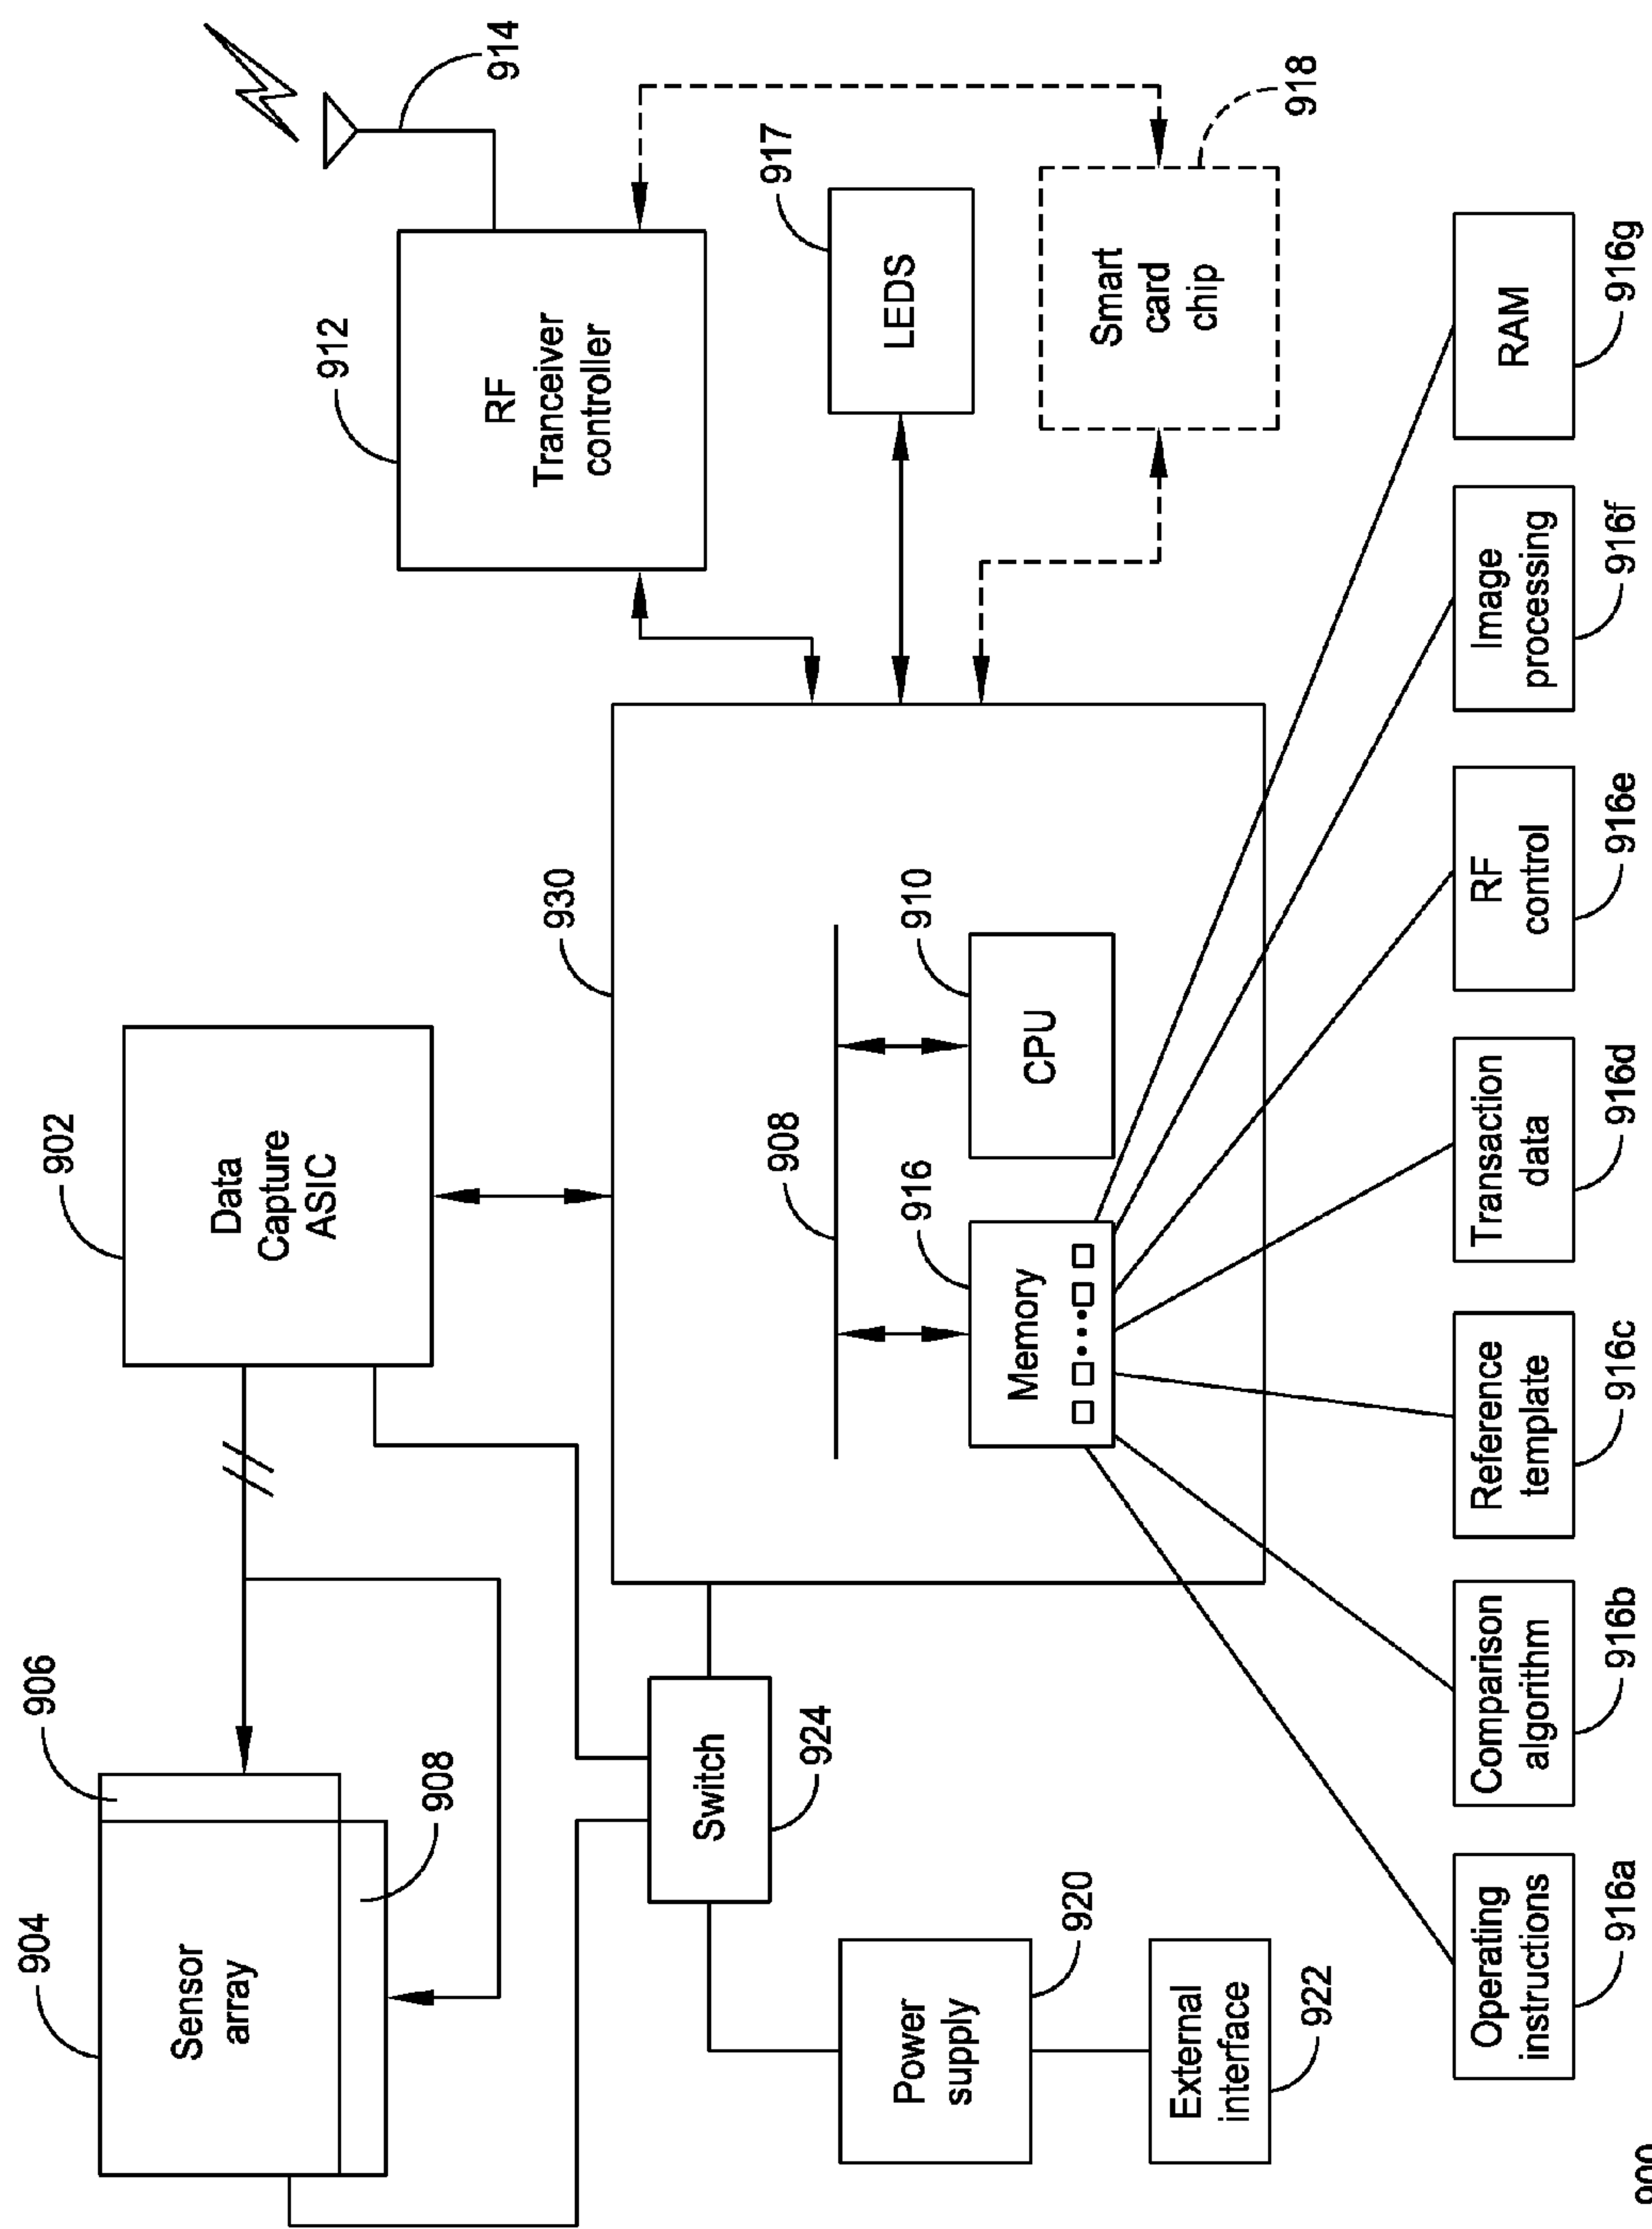 904
Sensor
array
906
908
902
Data
Capture
ASIC
914
912
RF
Tranceiver
controller
930
Switch
924
908
916
Memory
910
CPU
917
LEDS
Power
supply
920
External
interface
922
Smart
card
chip
918
Operating
instructions
916a
Comparison
algorithm
916b
Reference
template
916c
Transaction
data
916d
RF
control
916e
Image
processing
916f
RAM
916g
900